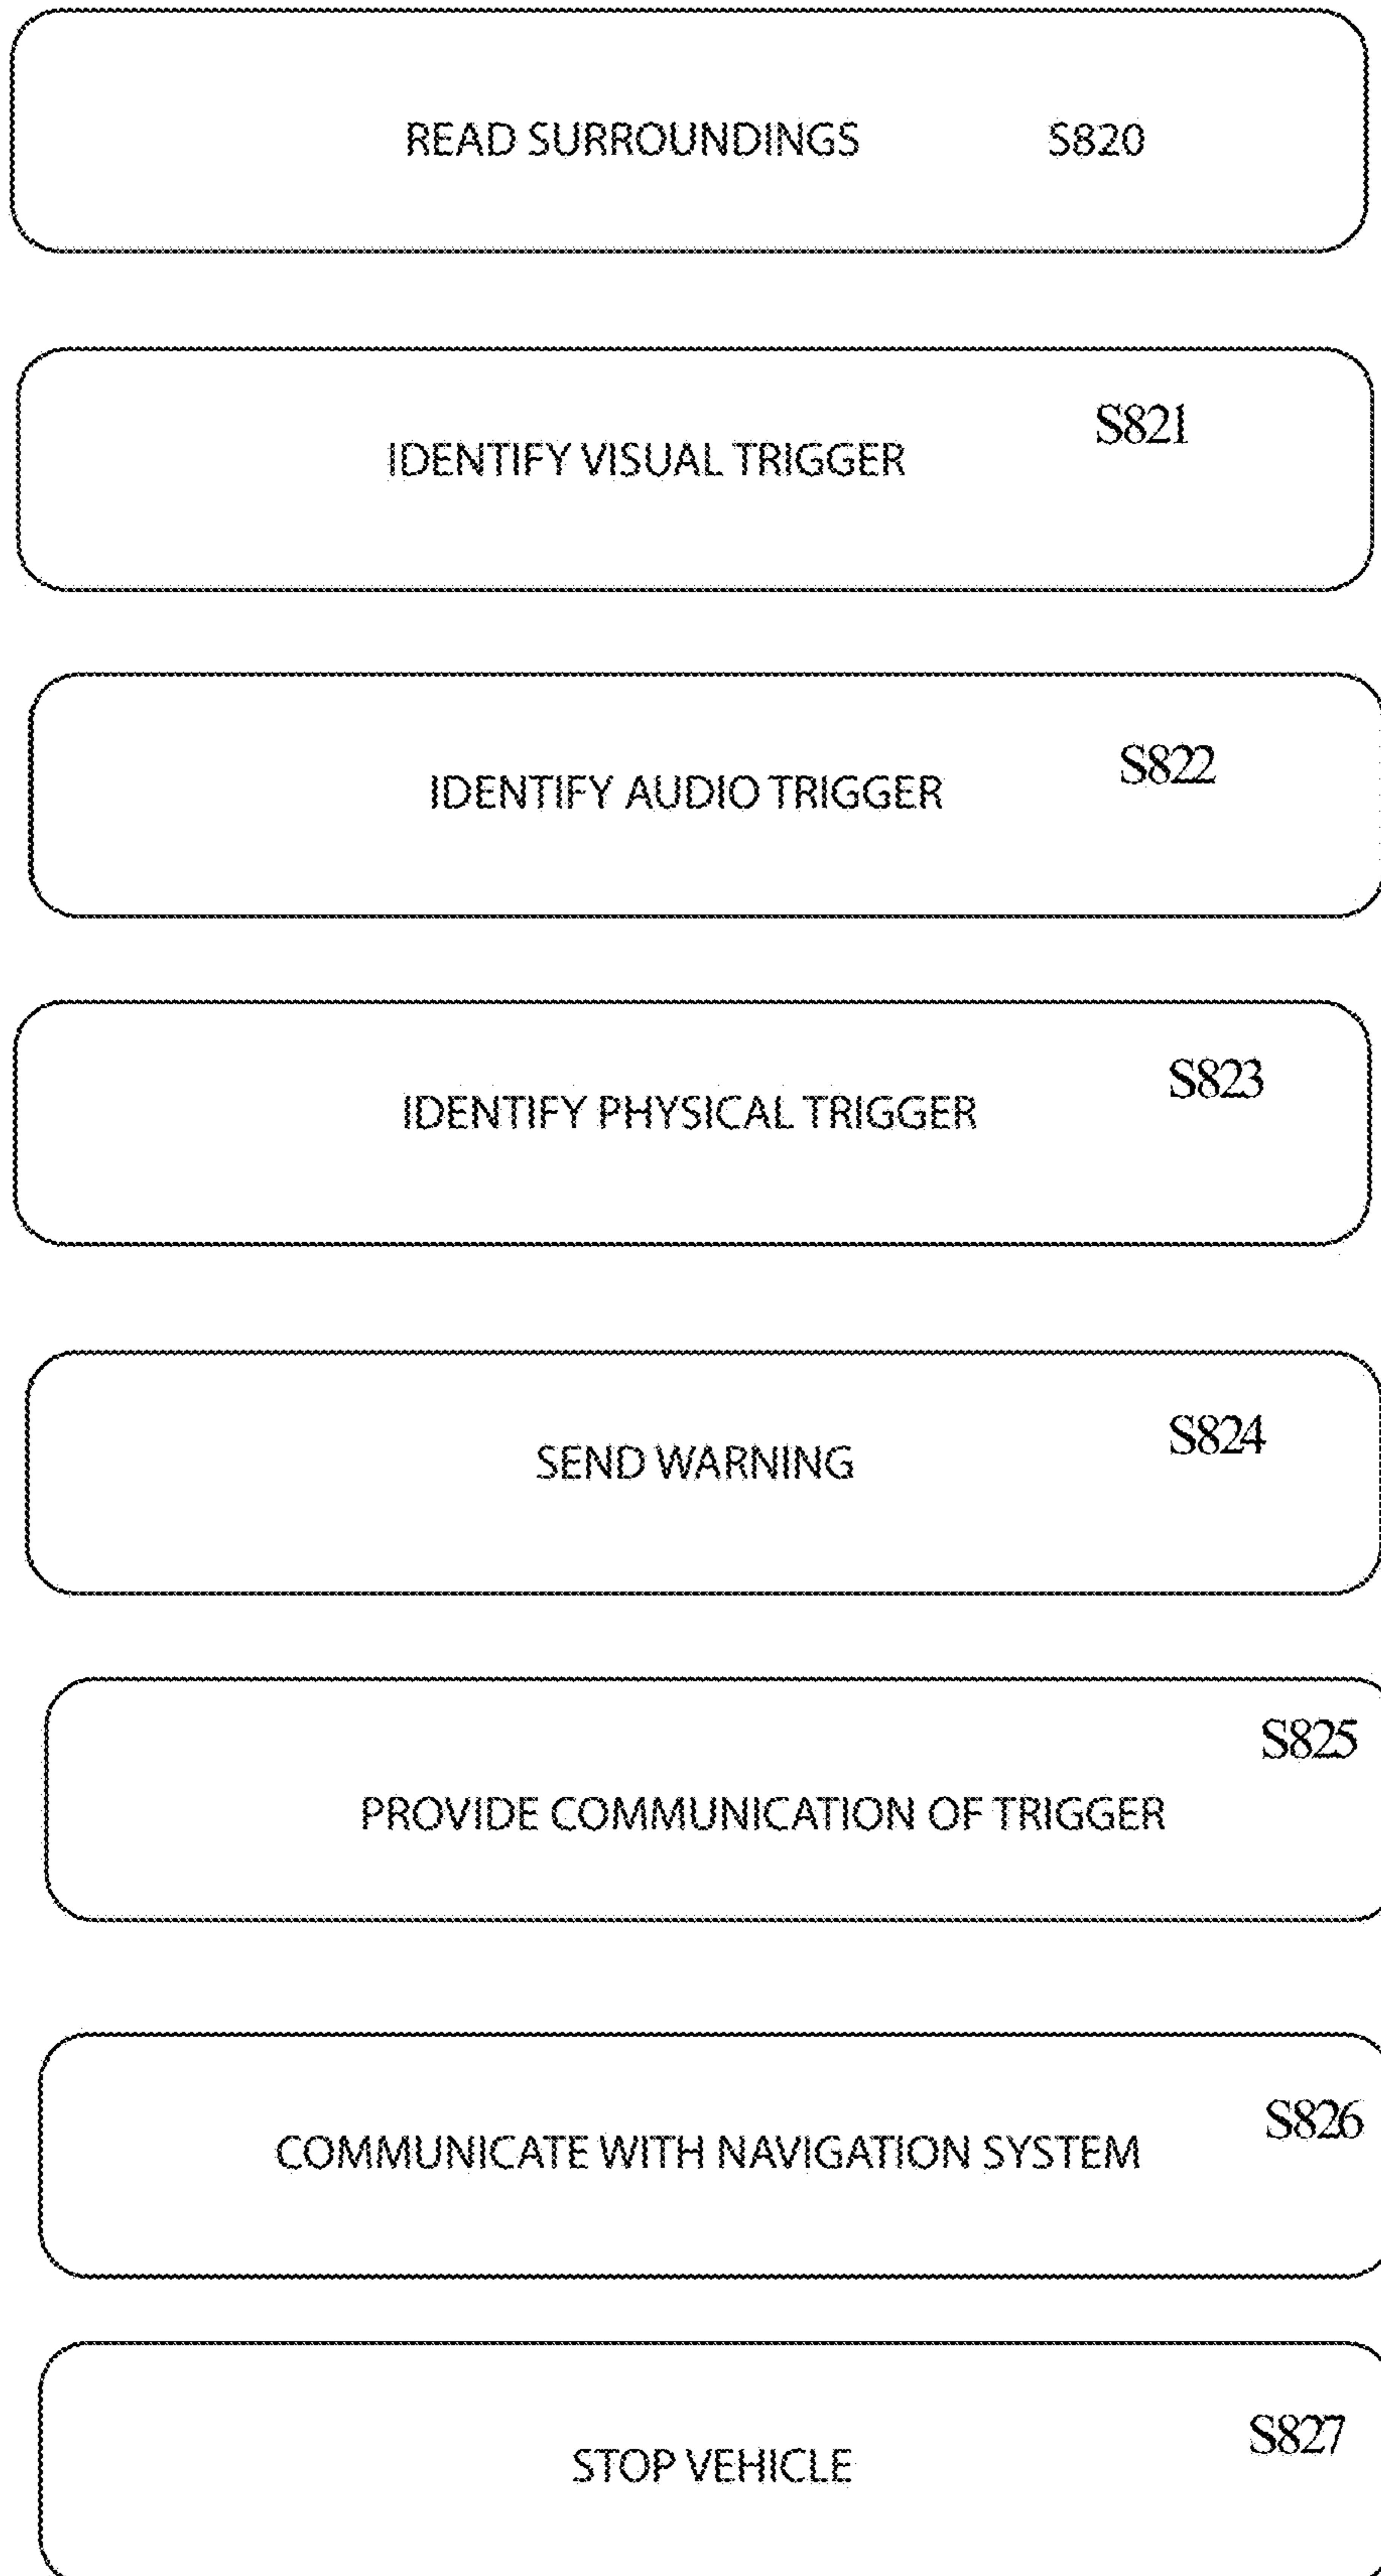 READ SURROUNDINGS S820
IDENTIFY VISUAL TRIGGER S821
IDENTIFY AUDIO TRIGGER S822
IDENTIFY PHYSICAL TRIGGER S823
SEND WARNING S824
S825
PROVIDE COMMUNICATION OF TRIGGER
COMMUNICATE WITH NAVIGATION SYSTEM S826
STOP VEHICLE S827